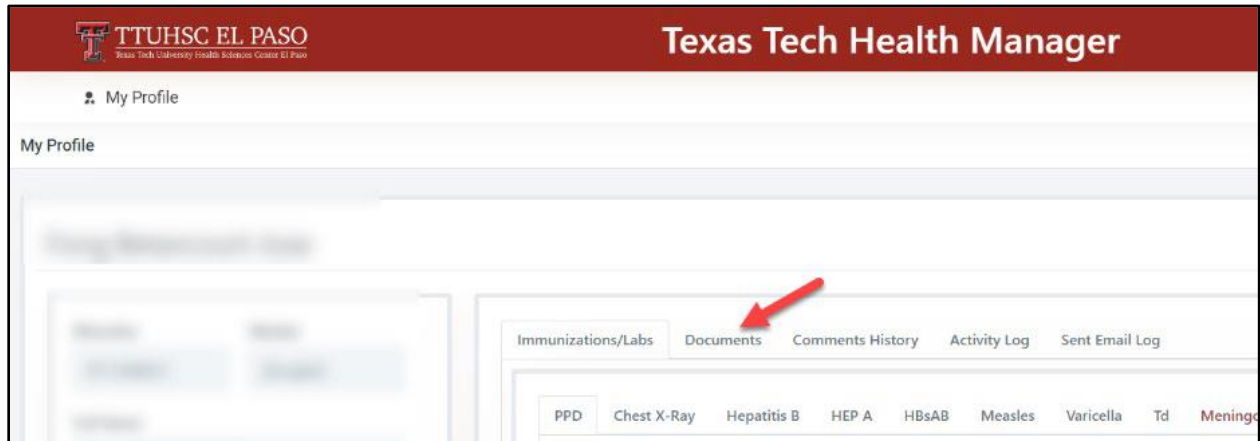 TTUHSC EL PASO
Texas Tech University Health Sciences Center El Paso
Texas Tech Health Manager
My Profile
My Profile
Immunizations/Labs Documents Comments History Activity Log Sent Email Log
PPD Chest X-Ray Hepatitis B HEP A HBsAB Measles Varicella Td Meningo